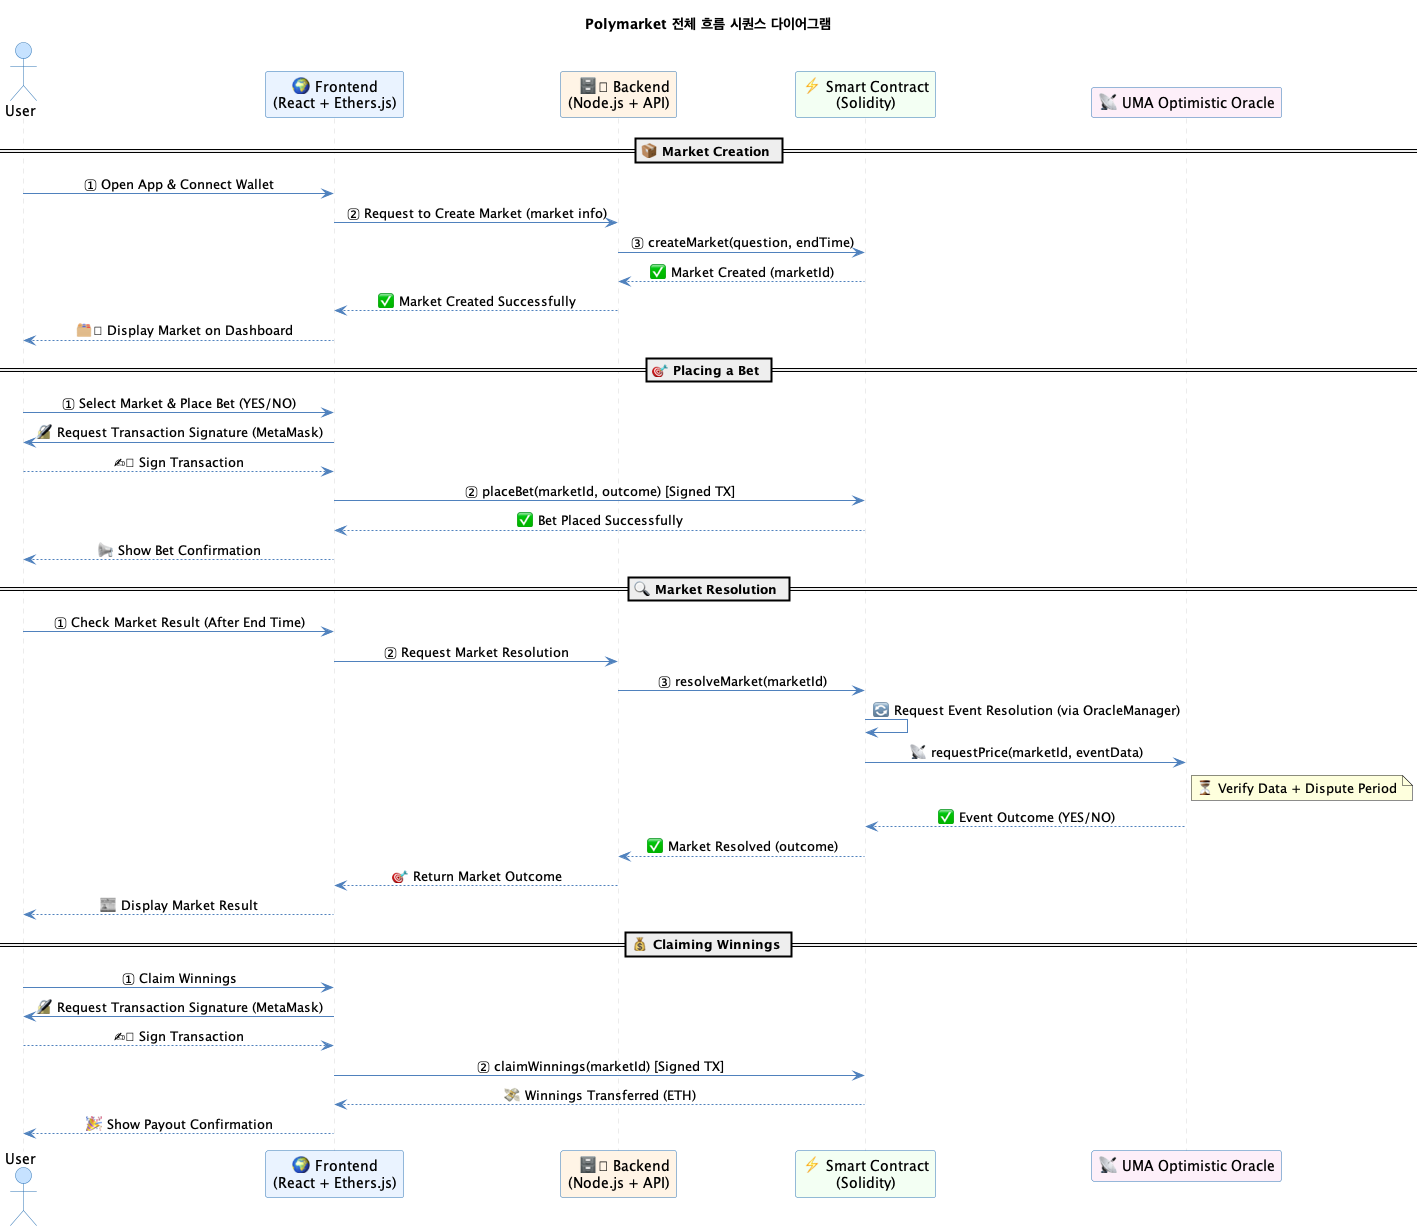 Polymarket 전체 흐름 시퀀스 다이어그램
User
🌍 Frontend
(React + Ethers.js)
🗄️ Backend
(Node.js + API)
⚡ Smart Contract
(Solidity)
📡 UMA Optimistic Oracle
📦 Market Creation
① Open App & Connect Wallet
② Request to Create Market (market info)
③ createMarket(question, endTime)
✅ Market Created (marketId)
✅ Market Created Successfully
🗂️ Display Market on Dashboard
🎯 Placing a Bet
① Select Market & Place Bet (YES/NO)
🔏 Request Transaction Signature (MetaMask)
✍️ Sign Transaction
② placeBet(marketId, outcome) [Signed TX]
✅ Bet Placed Successfully
📢 Show Bet Confirmation
🔍 Market Resolution
① Check Market Result (After End Time)
② Request Market Resolution
③ resolveMarket(marketId)
🔄 Request Event Resolution (via OracleManager)
📡 requestPrice(marketId, eventData)
⏳ Verify Data + Dispute Period
✅ Event Outcome (YES/NO)
✅ Market Resolved (outcome)
🎯 Return Market Outcome
📰 Display Market Result
💰 Claiming Winnings
① Claim Winnings
🔏 Request Transaction Signature (MetaMask)
✍️ Sign Transaction
② claimWinnings(marketId) [Signed TX]
💸 Winnings Transferred (ETH)
🎉 Show Payout Confirmation
User
🌍 Frontend
(React + Ethers.js)
🗄️ Backend
(Node.js + API)
⚡ Smart Contract
(Solidity)
📡 UMA Optimistic Oracle